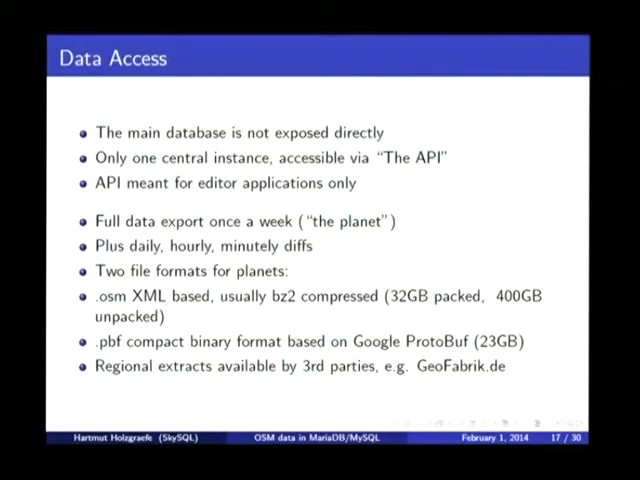 Data Access
The main database is not exposed directly
Only one central instance, accessible via “The API”
API meant for editor applications only
Full data export once a week (“the planet”)
Plus daily, hourly, minutely diffs
Two file formats for planets:
.osm XML based, usually bz2 compressed (32GB packed, 400GB
unpacked)
.pbf compact binary format based on Google ProtoBuf (23GB)
Regional extracts available by 3rd parties, e.g. GeoFabrik.de
Hartmut Holzgraefe (SkySQL) OSM data in MariaDB/MySQL February 1, 2014 17 / 30